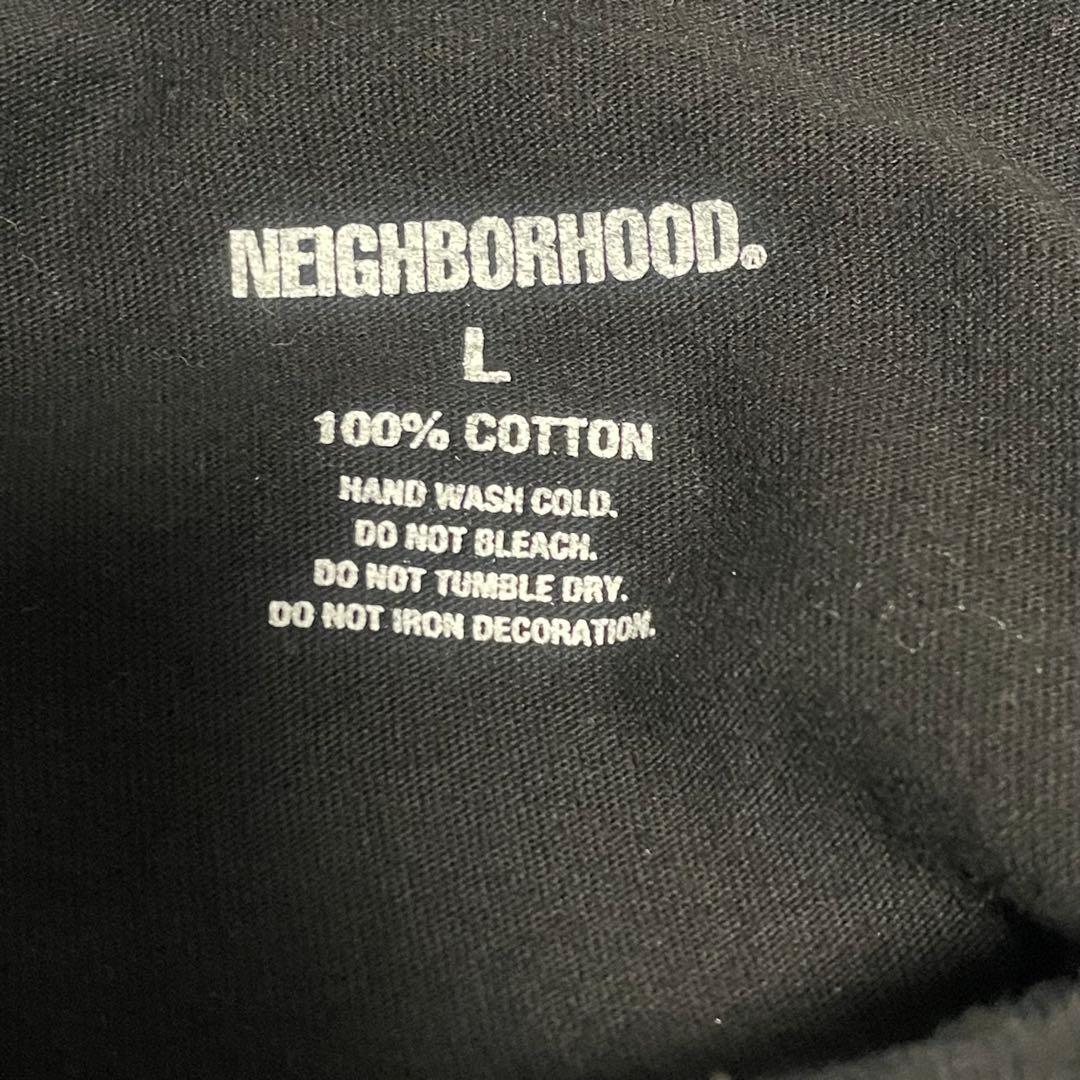 NEIGHBORHOOD®
L
100% COTTON
HAND WASH COLD.
DO NOT BLEACH.
DO NOT TUMBLE DRY.
DO NOT IRON DECORATION.